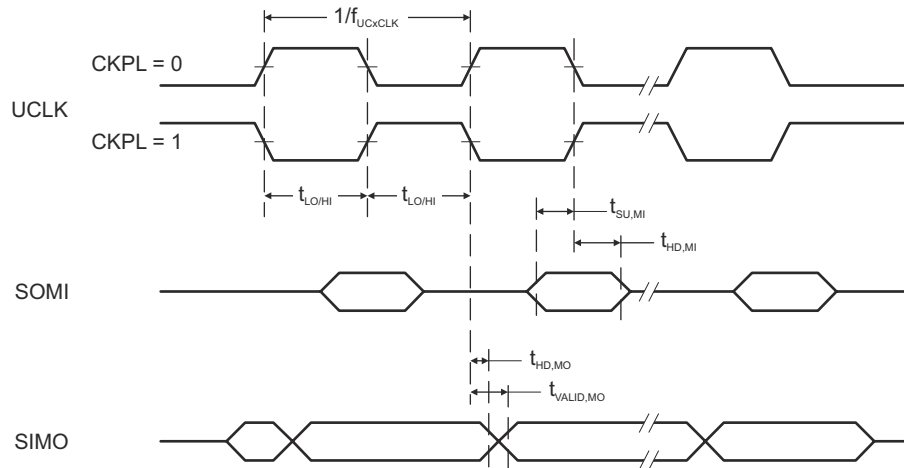 1/fUCxCLK
CKPL = 0
UCLK
CKPL = 1
tLO/HI tLO/HI
tSU,MI
tHD,MI
SOMI
tHD,MO
tVALID,MO
SIMO